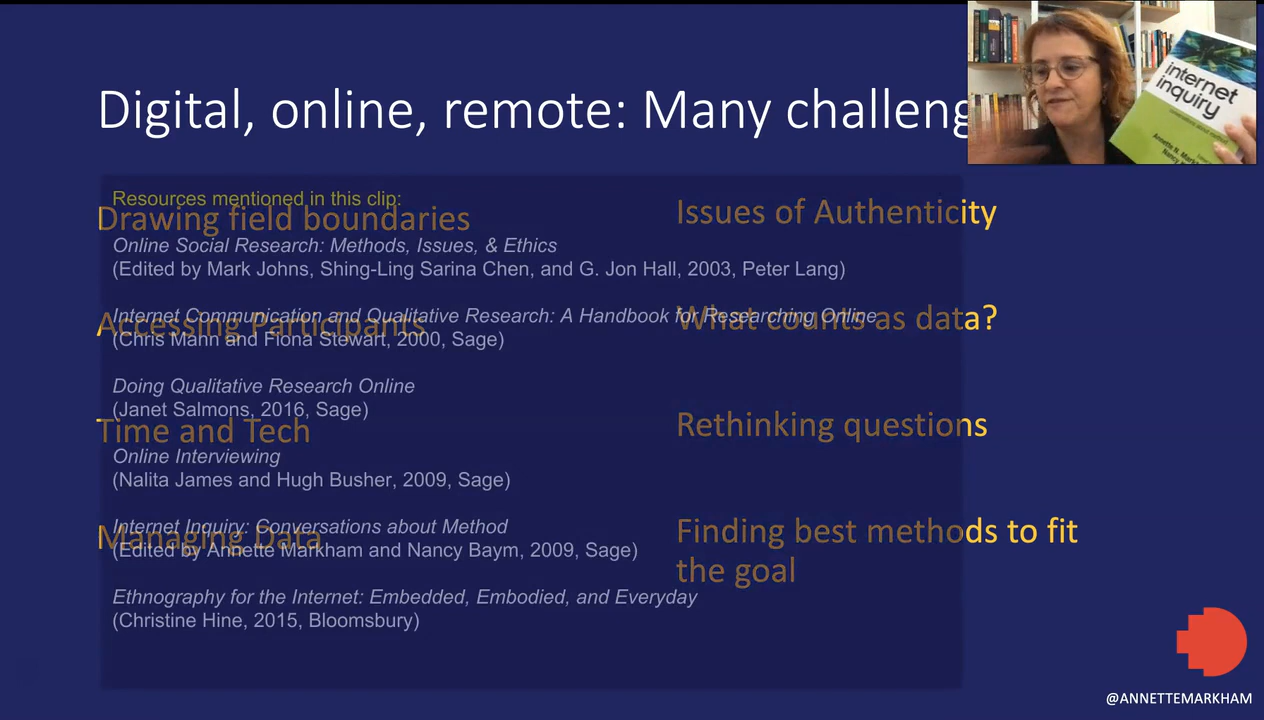 Digital, online, remote: Many challeng
internet
inquiry
Resources mentioned in this clip:
Drawing field boundaries
Issues of Authenticity
Online Social Research: Methods, Issues, & Ethics
(Edited by Mark Johns, Shing-Ling Sarina Chen, and G. Jon Hall, 2003, Peter Lang)
Internet Communication and Qualitative Research: A Handbook for Researching Online
Accessing Participants
What counts as data?
(Chris Mann and Fiona Stewart, 2000, Sage)
Doing Qualitative Research Online
(Janet Salmons, 2016, Sage)
Time and Tech
Rethinking questions
Online Interviewing
(Nalita James and Hugh Busher, 2009, Sage)
Internet Inquiry: Conversations about Method
Managing Data
(Edited by Annette Markham and Nancy Baym, 2009, Sage)
Finding best methods to fit
the goal
Ethnography for the Internet: Embedded, Embodied, and Everyday
(Christine Hine, 2015, Bloomsbury)
@ANNETTEMARKHAM